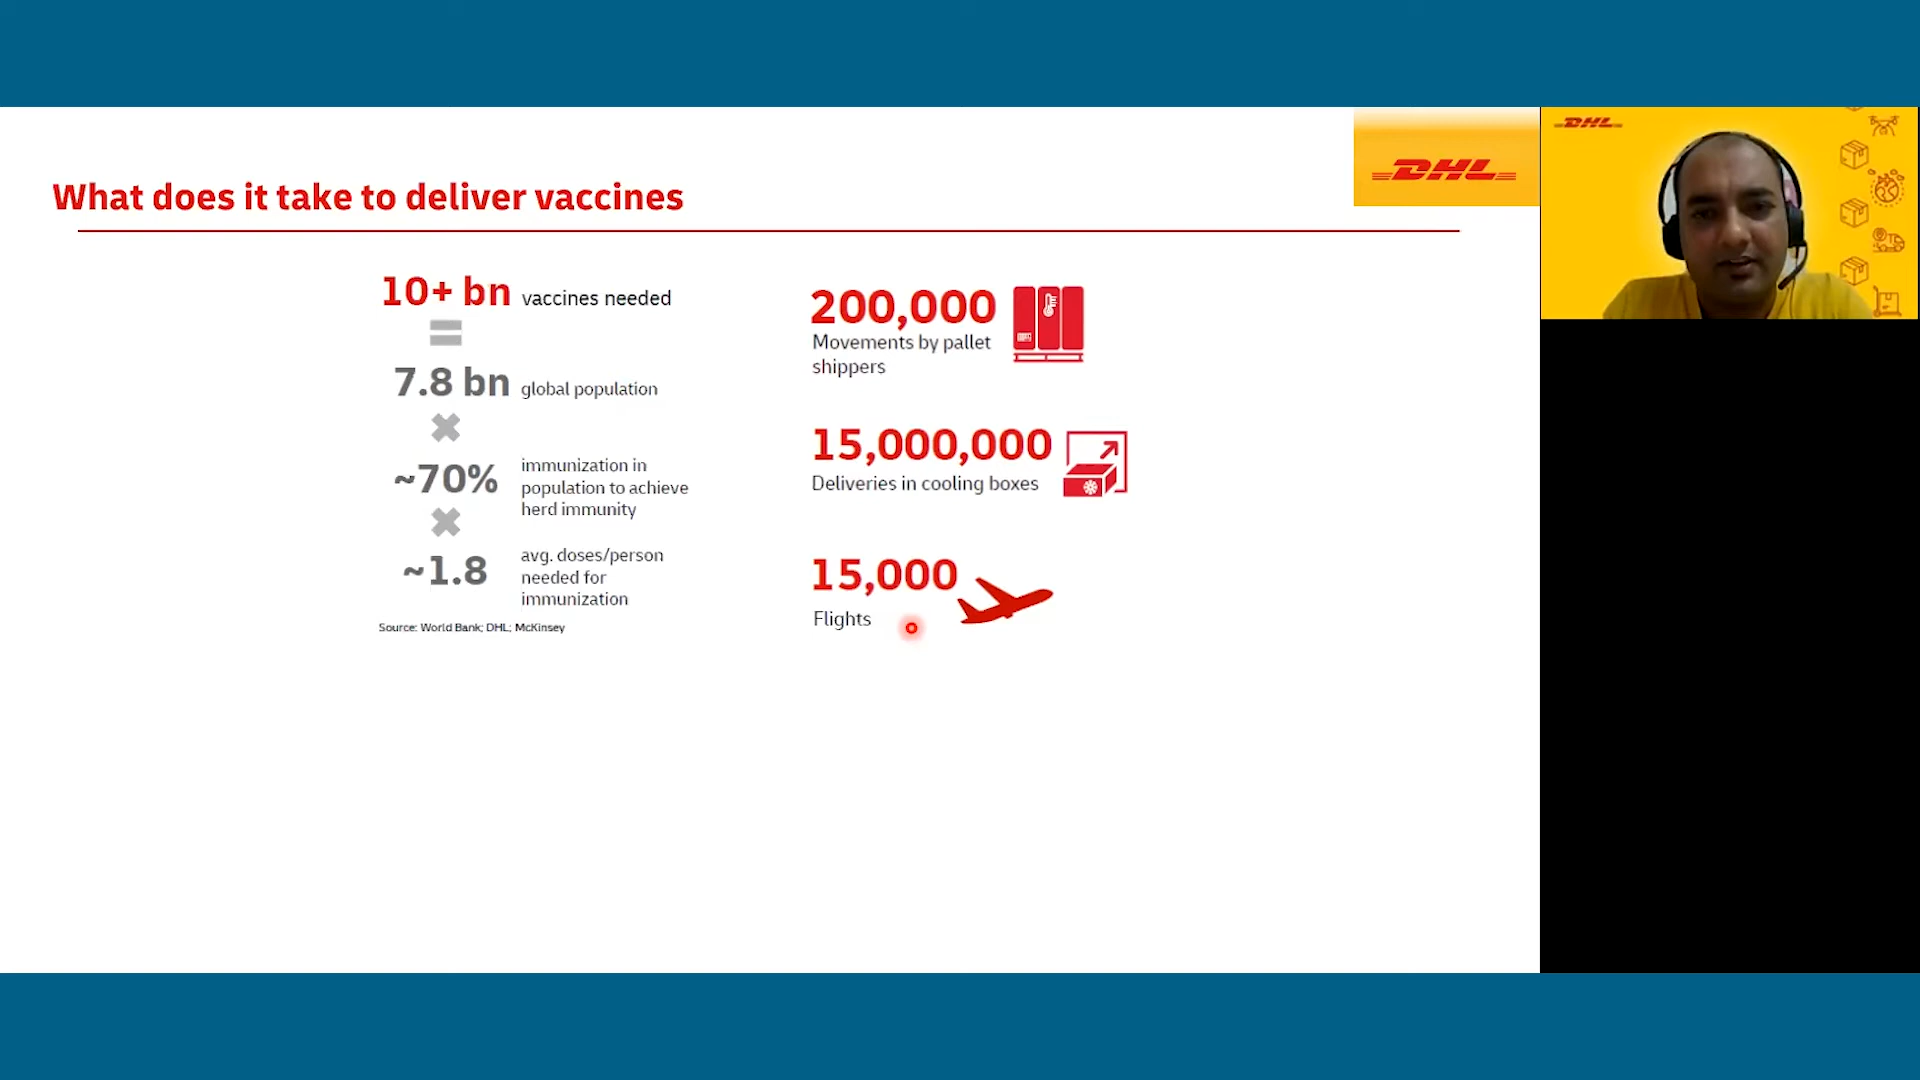 What does it take to deliver vaccines
DHL
DHL
10+ bn vaccines needed
7.8 bn global population
~70% immunization in
population to achieve
herd immunity
~1.8 avg. doses/person
needed for
immunization
Source: World Bank; DHL; McKinsey
200,000
Movements by pallet
shippers
15,000,000
Deliveries in cooling boxes
15,000
Flights